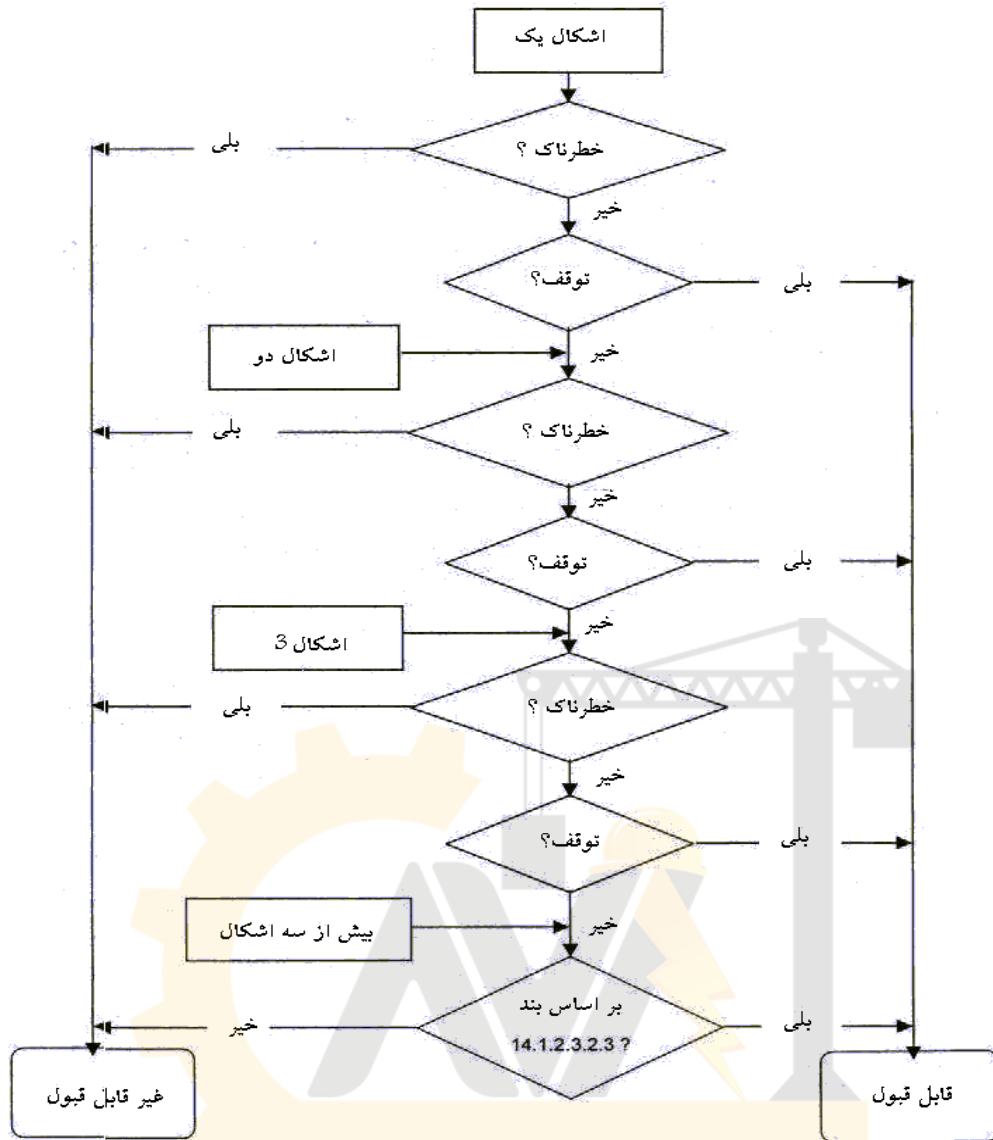 اشکال یک
خطرناک ؟
بلی
خیر
توقف؟
بلی
خیر
اشکال دو
خطرناک ؟
بلی
خیر
توقف؟
بلی
خیر
اشکال 3
خطرناک ؟
بلی
خیر
توقف؟
بلی
خیر
بیش از سه اشکال
بر اساس بند
14.1.2.3.2.3 ?
خیر
بلی
غیر قابل قبول
قابل قبول